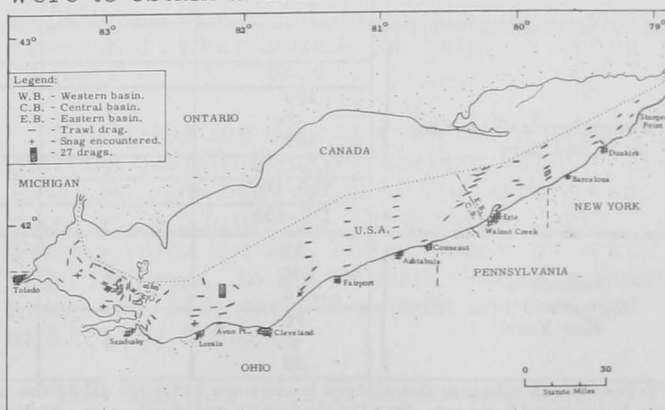 83°
82°
81°
80°
79°
43°
Legend:
W.B. - Western basin.
C.B. - Central basin.
E.B. - Eastern basin.
- Trawl drag.
+ Snag encountered.
- 27 drags.
ONTARIO
CANADA
Sturgeon
Point
Dunkirk
MICHIGAN
Barcelona
NEW YORK
42°
E.B.
C.B.
Erie
U.S.A.
Walnut Creek
Conneaut
Ashtabula
PENNSYLVANIA
Toledo
Fairport
Sandusky
Lorain
Avon Pt.
Cleveland
OHIO
0 30
Statute Miles